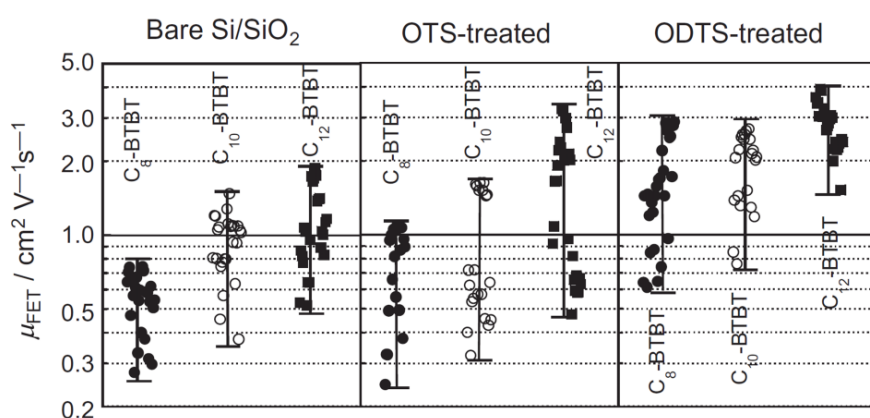 Bare Si/SiO₂
OTS-treated
ODTS-treated
μFET / cm² V⁻¹s⁻¹
5.0
3.0
2.0
1.0
0.5
0.3
0.2
C₈-BTBT
C₁₀-BTBT
C₁₂-BTBT
C₈-BTBT
C₁₀-BTBT
C₁₂-BTBT
C₈-BTBT
C₁₀-BTBT
C₁₂-BTBT